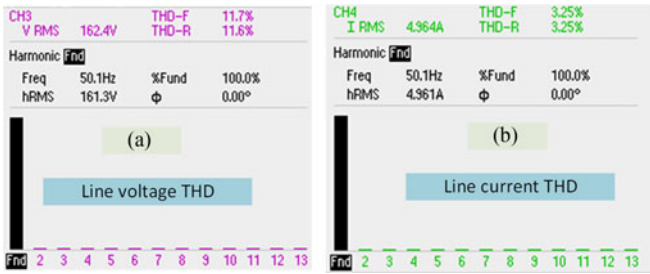 CH3 THD-F 11.7%
V RMS 162.4V THD-R 11.6%
Harmonic Fnd
Freq 50.1Hz %Fund 100.0%
hRMS 161.3V Φ 0.00°
(a)
Line voltage THD
Fnd 2 3 4 5 6 7 8 9 10 11 12 13
CH4 THD-F 3.25%
I RMS 4.964A THD-R 3.25%
Harmonic Fnd
Freq 50.1Hz %Fund 100.0%
hRMS 4.961A Φ 0.00°
(b)
Line current THD
Fnd 2 3 4 5 6 7 8 9 10 11 12 13